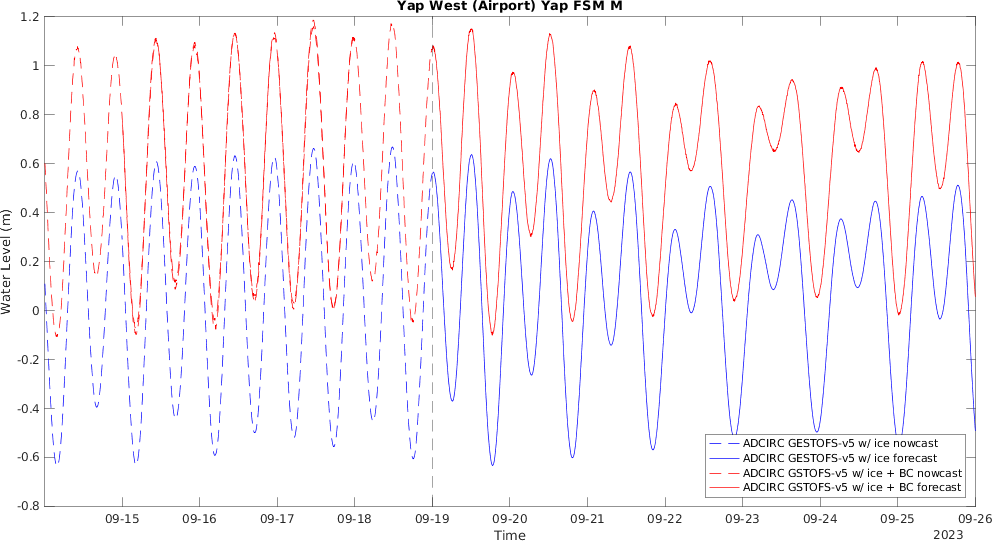 Yap West (Airport) Yap FSM M
1.2
1
0.8
0.6
0.4
0.2
0
-0.2
-0.4
-0.6
-0.8
Water Level (m)
ADCIRC GESTOFS-v5 w/ ice nowcast
ADCIRC GESTOFS-v5 w/ ice forecast
ADCIRC GSTOFS-v5 w/ ice + BC nowcast
ADCIRC GSTOFS-v5 w/ ice + BC forecast
09-15 09-16 09-17 09-18 09-19 09-20 09-21 09-22 09-23 09-24 09-25 09-26
Time
2023